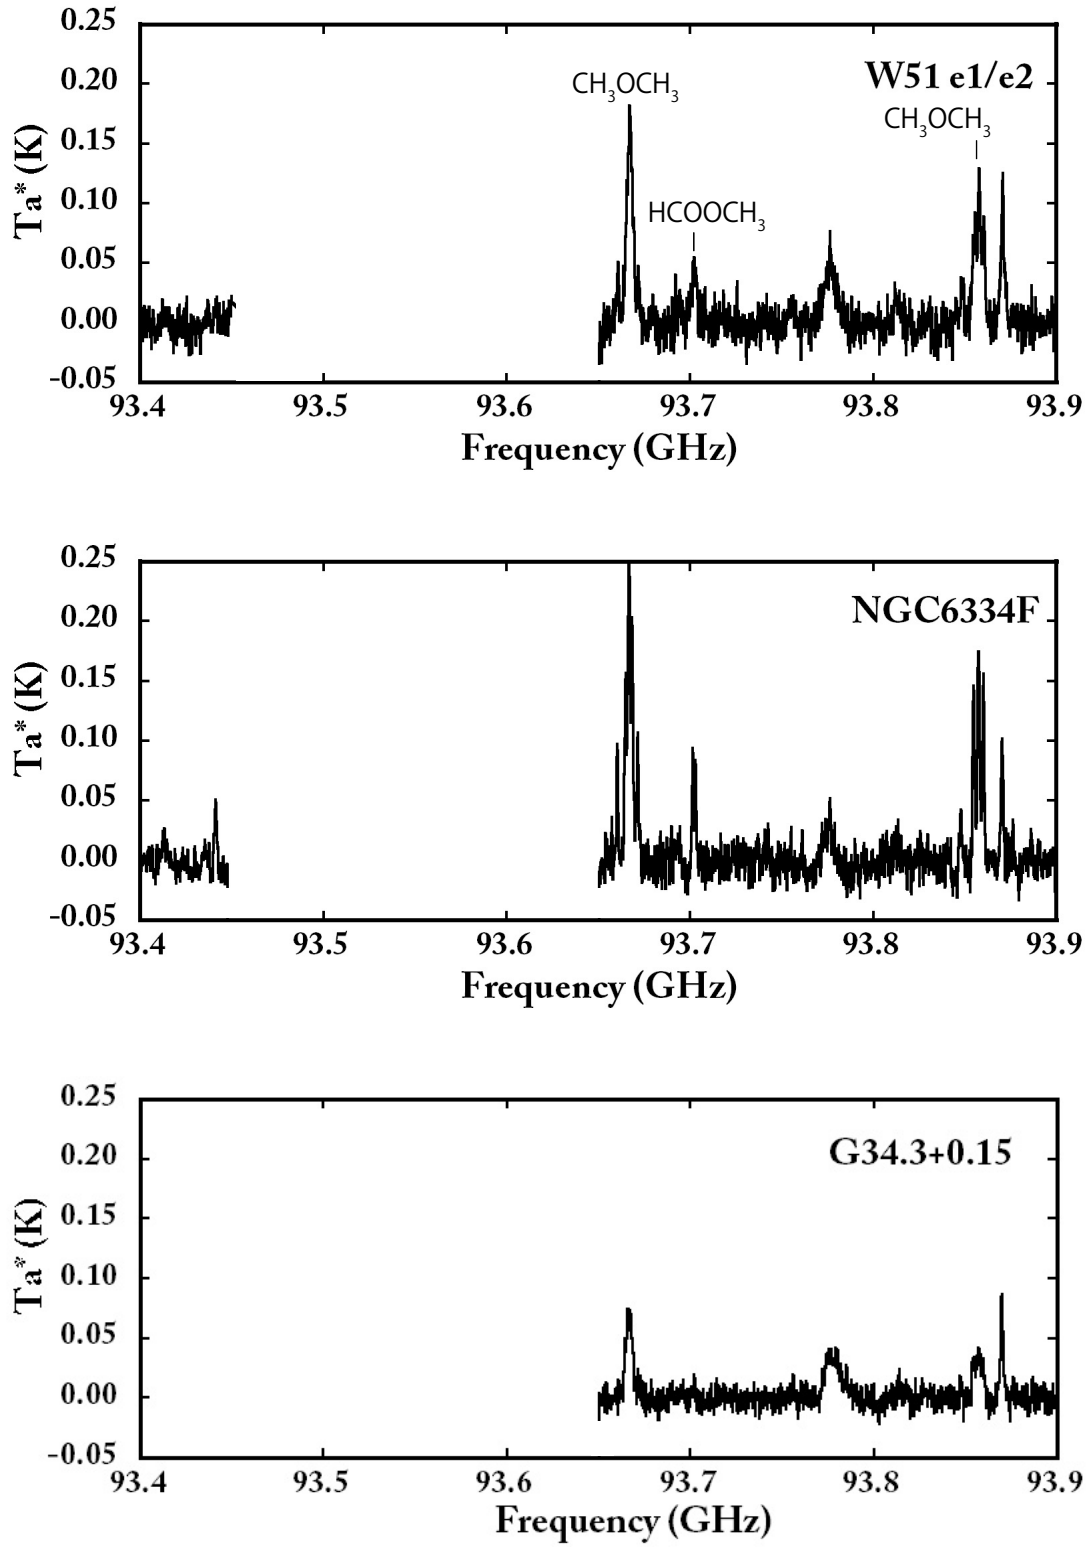 0.25
0.20
0.15
0.10
0.05
0.00
-0.05
Ta* (K)
W51 e1/e2
CH₃OCH₃
CH₃OCH₃
HCOOCH₃
93.4 93.5 93.6 93.7 93.8 93.9
Frequency (GHz)
0.25
0.20
0.15
0.10
0.05
0.00
-0.05
Ta* (K)
NGC6334F
93.4 93.5 93.6 93.7 93.8 93.9
Frequency (GHz)
0.25
0.20
0.15
0.10
0.05
0.00
-0.05
Ta* (K)
G34.3+0.15
93.4 93.5 93.6 93.7 93.8 93.9
Frequency (GHz)